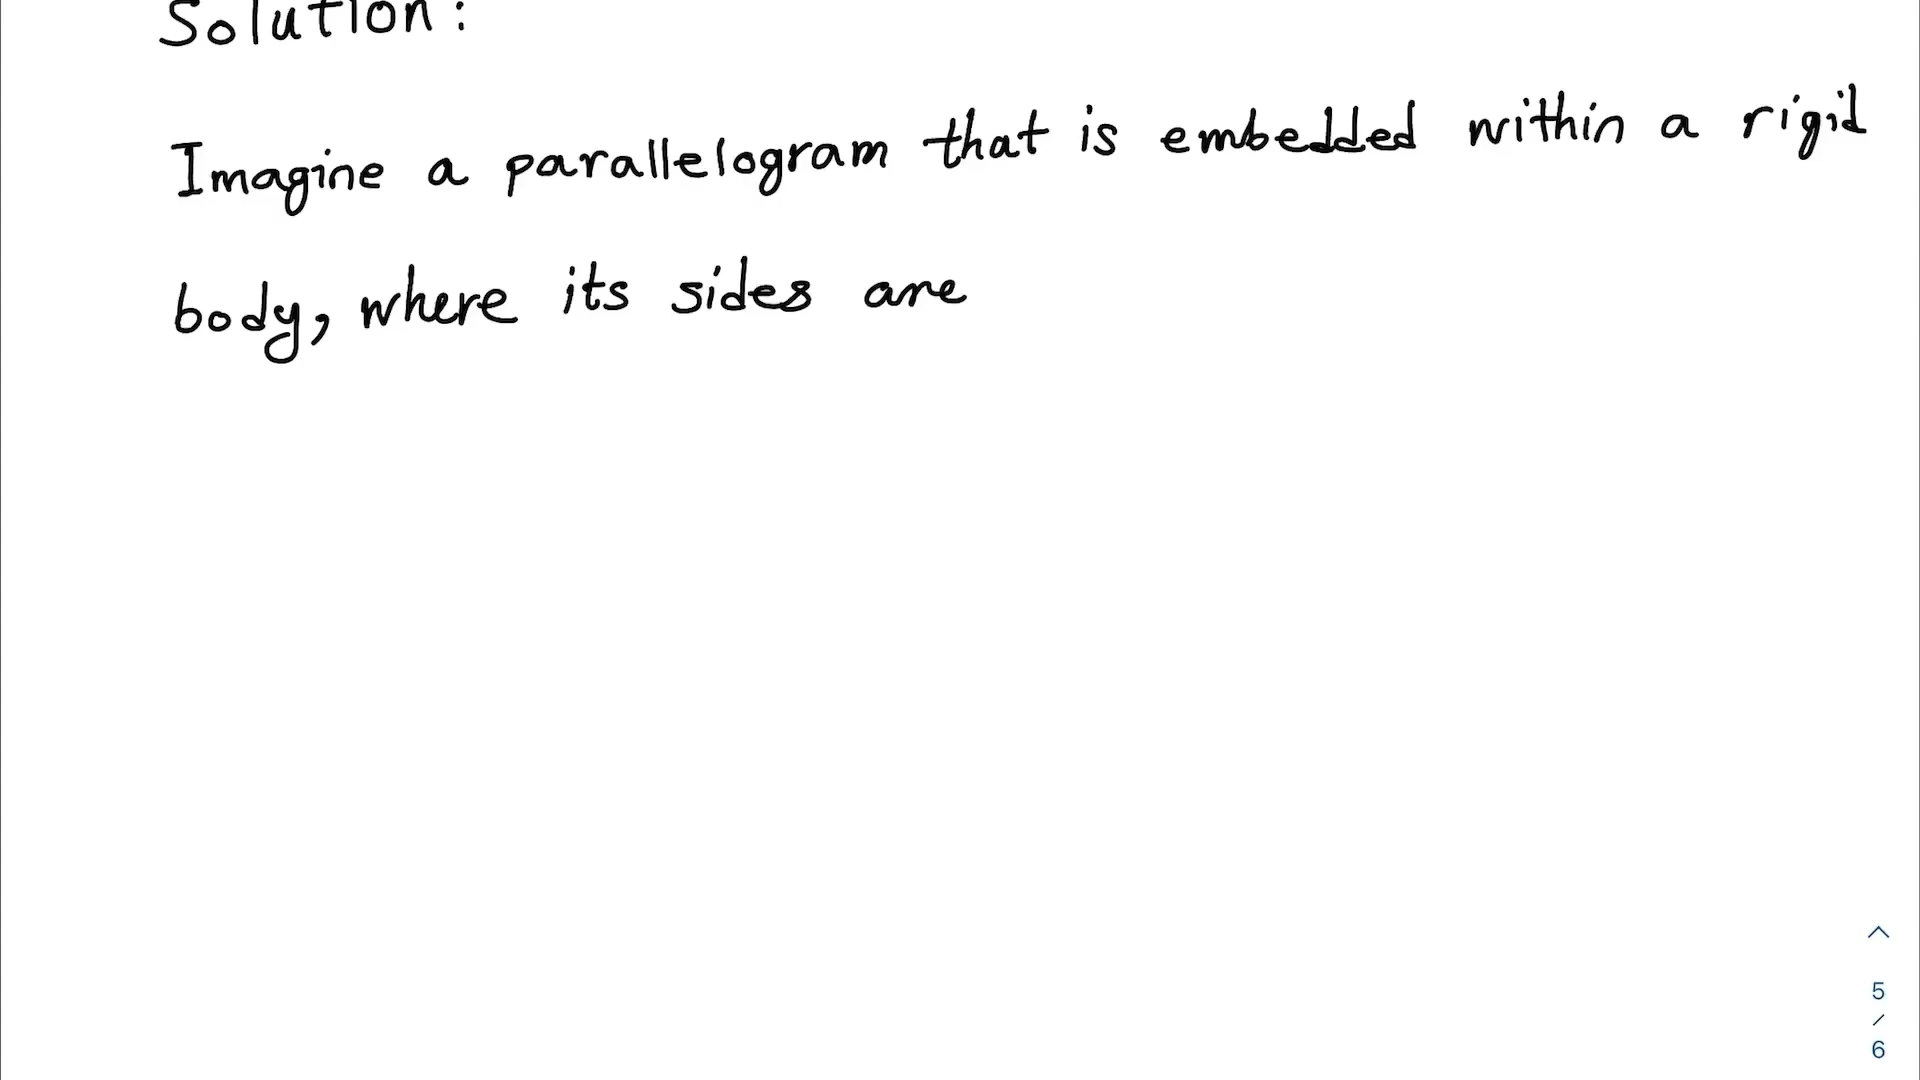 Solution:
Imagine a parallelogram that is embedded within a rigid
body, where its sides are
5
/
6